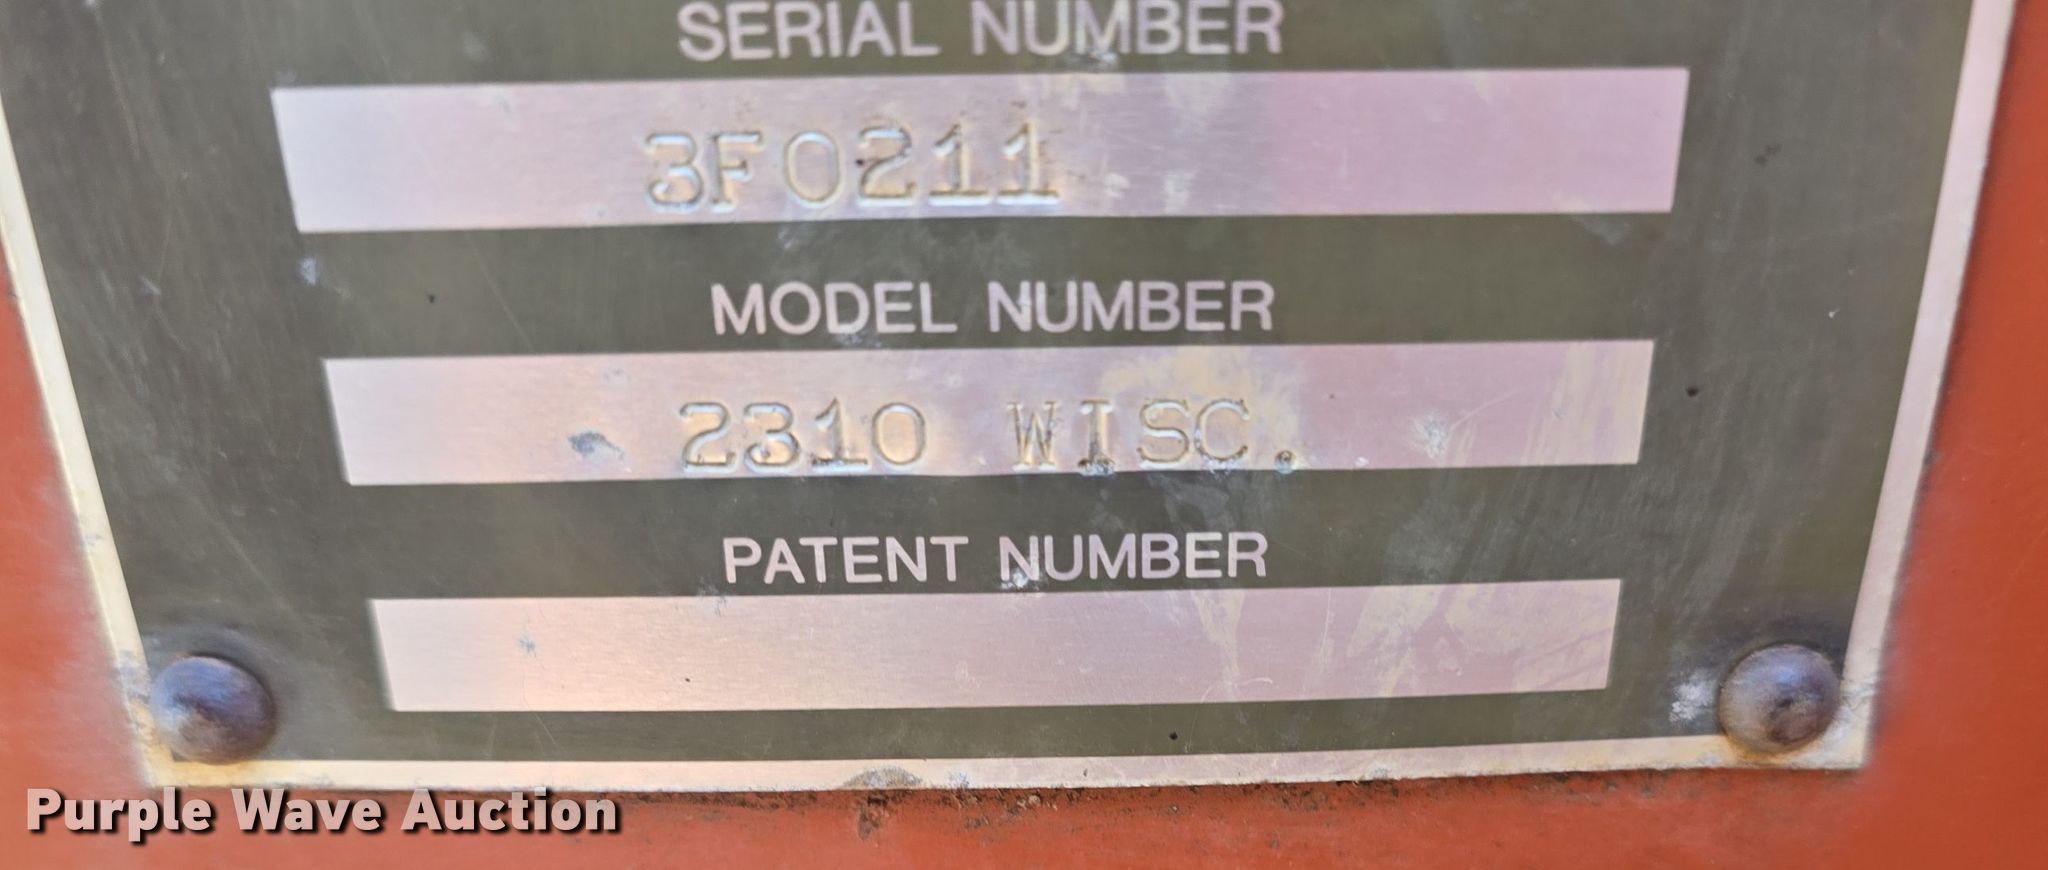 SERIAL NUMBER
3F0211
MODEL NUMBER
2310 WISC.
PATENT NUMBER
Purple Wave Auction